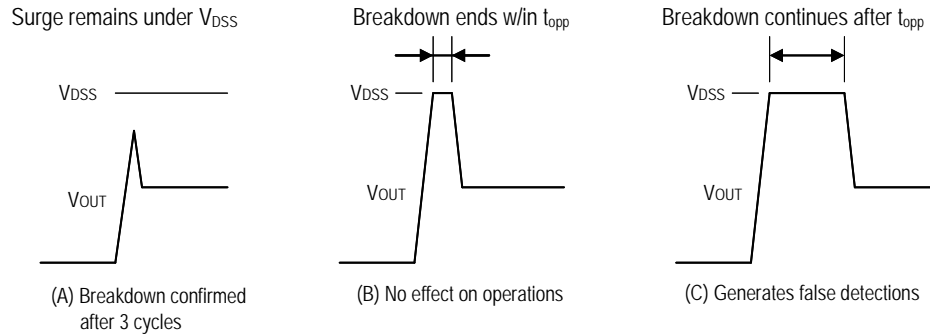 Surge remains under VDSS
Breakdown ends w/in topp
Breakdown continues after topp
VDSS
VOUT
(A) Breakdown confirmed
after 3 cycles
VDSS
VOUT
(B) No effect on operations
VDSS
VOUT
(C) Generates false detections